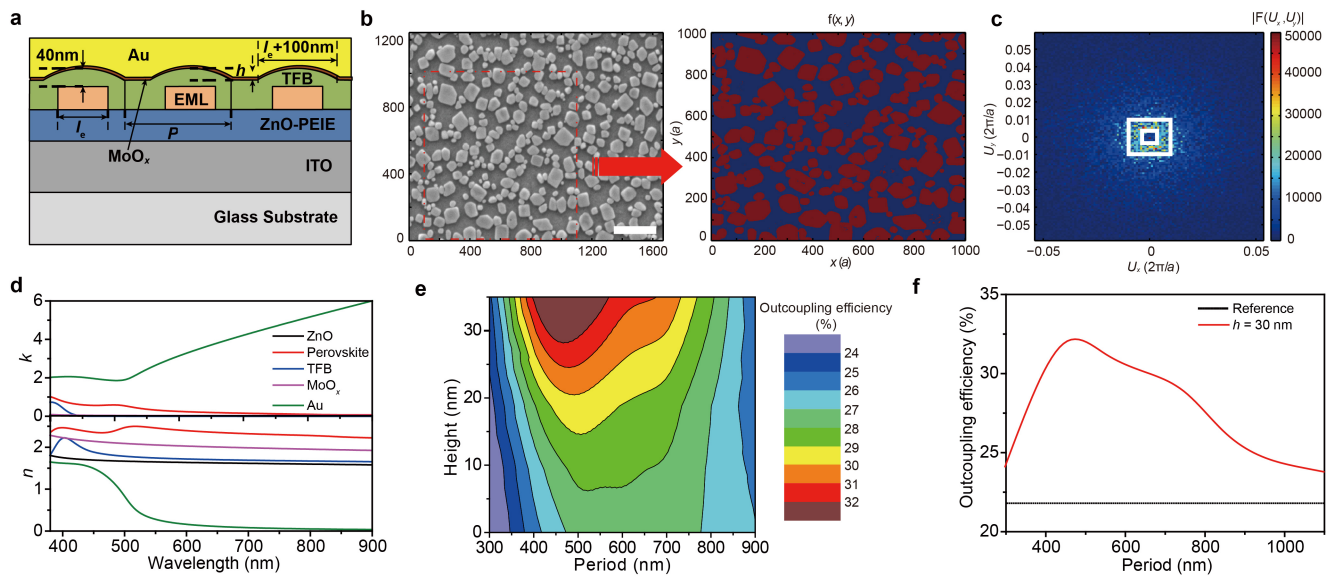 a
40nm
Au
lₑ+100nm
h
TFB
EML
lₑ
P
ZnO-PEIE
MoOₓ
ITO
Glass Substrate
b
f(x, y)
1200
800
400
0
0 400 800 1200 1600
y(a)
1000
800
600
400
200
0
0 200 400 600 800 1000
x(a)
c
|F(Uₓ,Uᵧ)|
0.05
0.04
0.03
0.02
0.01
0
−0.01
−0.02
−0.03
−0.04
−0.05
Uᵧ (2π/a)
−0.05 0 0.05
Uₓ (2π/a)
50000
40000
30000
20000
10000
0
d
6
4
2
0
k
ZnO
Perovskite
TFB
MoOₓ
Au
2
1
0
n
400 500 600 700 800 900
Wavelength (nm)
e
30
20
10
0
Height (nm)
300 400 500 600 700 800 900
Period (nm)
Outcoupling efficiency
(%)
24
25
26
27
28
29
30
31
32
f
35
30
25
20
Outcoupling efficiency (%)
Reference
h = 30 nm
400 600 800 1000
Period (nm)